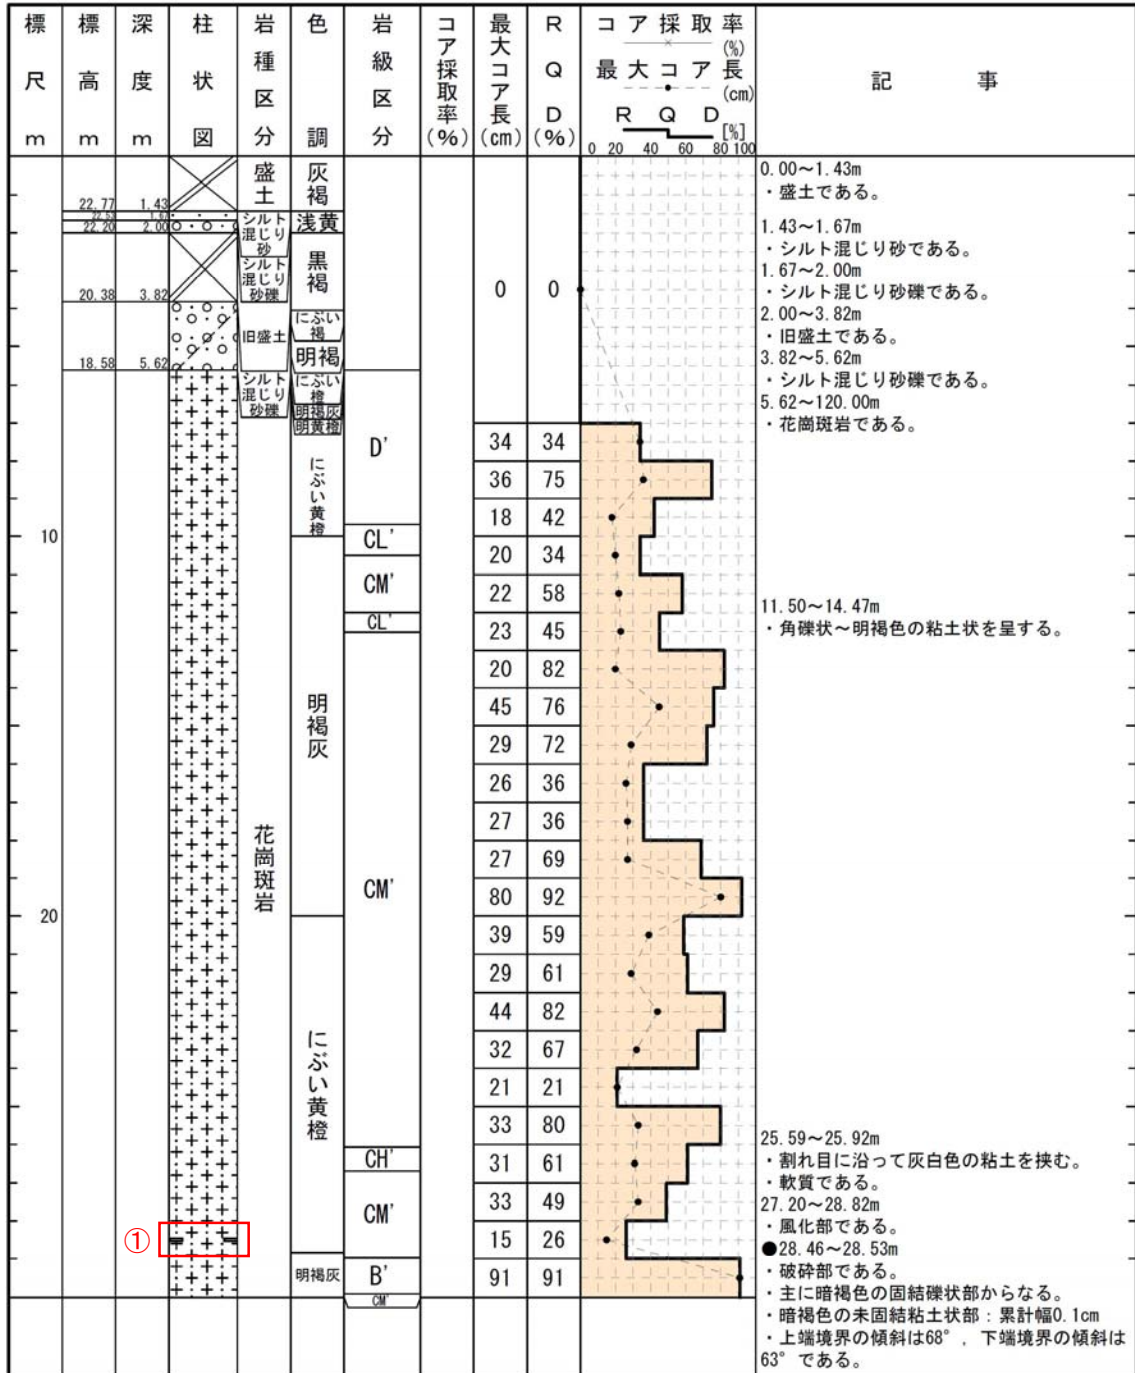 標尺 m
標高 m
深度 m
柱状図
岩種区分
色調
岩級区分
コア採取率(%)
最大コア長(cm)
RQD(%)
コア採取率(%)
最大コア長(cm)
RQD[%]
0 20 40 60 80 100
記事
10
20
22.77 1.43
22.53 1.67
22.20 2.00
20.38 3.82
18.58 5.62
①
盛土
シルト混じり砂
シルト混じり砂礫
旧盛土
シルト混じり砂礫
花崗斑岩
灰褐
浅黄
黒褐
にぶい褐
明褐
にぶい橙
明褐灰
明黄橙
にぶい黄橙
明褐灰
にぶい黄橙
明褐灰
D'
CL'
CM'
CL'
CM'
CH'
CM'
B'
CM'
0 0
34 34
36 75
18 42
20 34
22 58
23 45
20 82
45 76
29 72
26 36
27 36
27 69
80 92
39 59
29 61
44 82
32 67
21 21
33 80
31 61
33 49
15 26
91 91
0.00～1.43m
・盛土である。
1.43～1.67m
・シルト混じり砂である。
1.67～2.00m
・シルト混じり砂礫である。
2.00～3.82m
・旧盛土である。
3.82～5.62m
・シルト混じり砂礫である。
5.62～120.00m
・花崗斑岩である。
11.50～14.47m
・角礫状～明褐色の粘土状を呈する。
25.59～25.92m
・割れ目に沿って灰白色の粘土を挟む。
・軟質である。
27.20～28.82m
・風化部である。
●28.46～28.53m
・破砕部である。
・主に暗褐色の固結礫状部からなる。
・暗褐色の未固結粘土状部：累計幅0.1cm
・上端境界の傾斜は68°，下端境界の傾斜は
63°である。